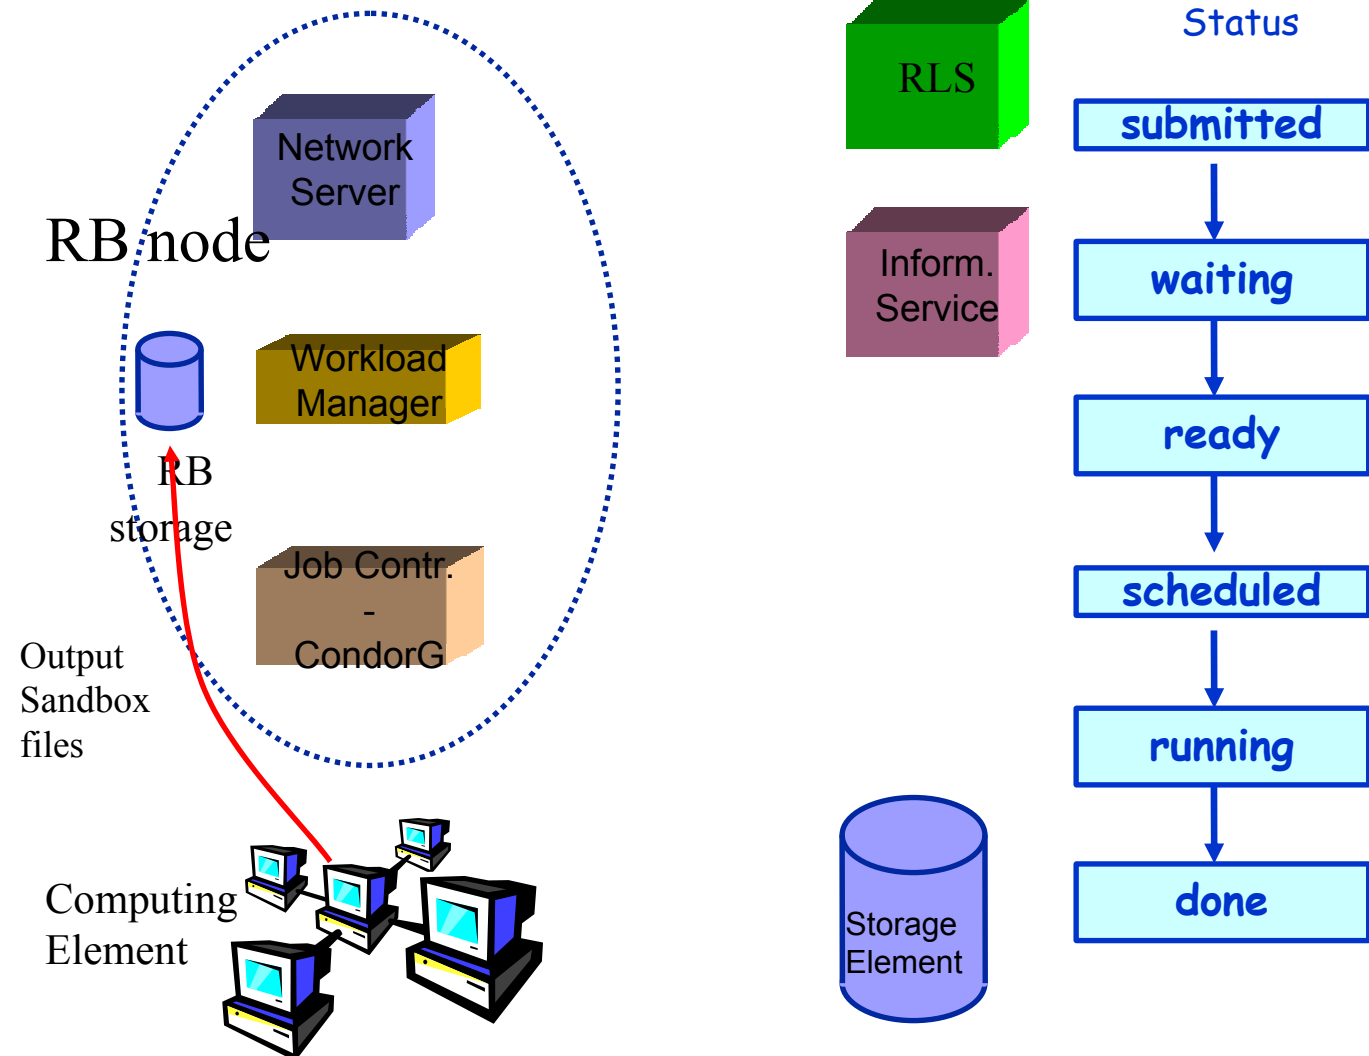 Network
Server
RB node
Workload
Manager
RB
storage
Job Contr.
-
CondorG
Output
Sandbox
files
Computing
Element
RLS
Inform.
Service
Storage
Element
Status
submitted
waiting
ready
scheduled
running
done